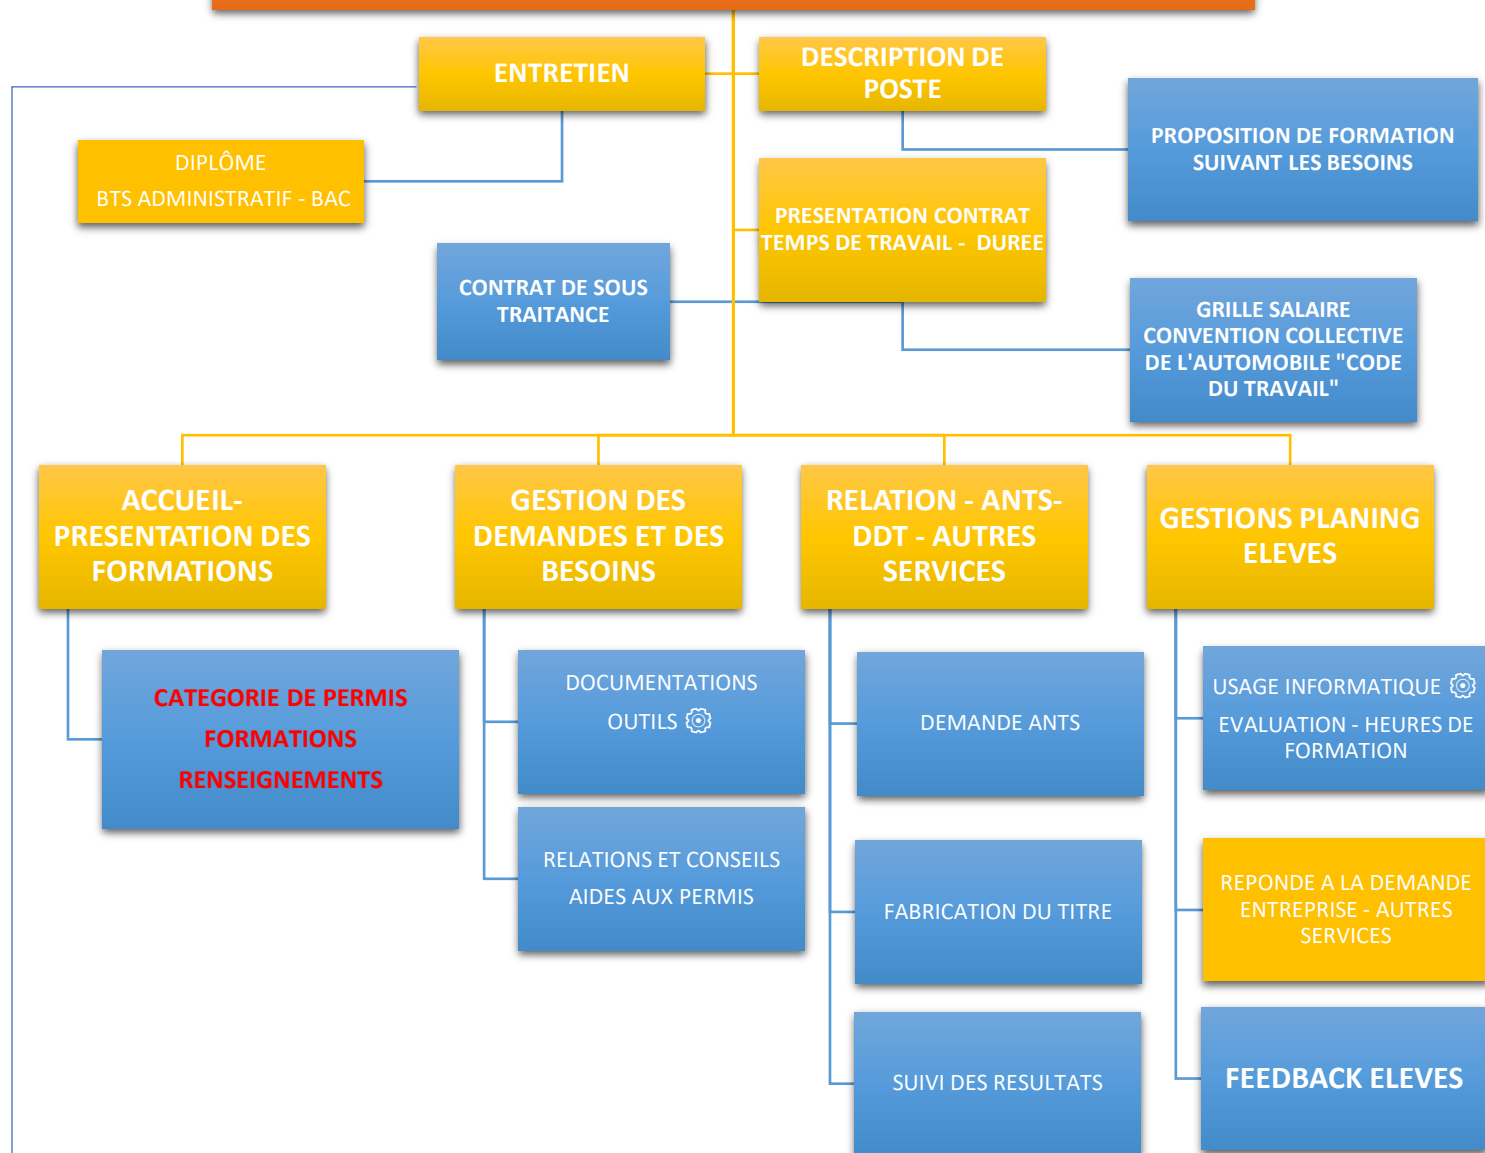 ENTRETIEN
DESCRIPTION DE
POSTE
PROPOSITION DE FORMATION
SUIVANT LES BESOINS
DIPLÔME
BTS ADMINISTRATIF - BAC
PRESENTATION CONTRAT
TEMPS DE TRAVAIL - DUREE
CONTRAT DE SOUS
TRAITANCE
GRILLE SALAIRE
CONVENTION COLLECTIVE
DE L'AUTOMOBILE "CODE
DU TRAVAIL"
ACCUEIL-
PRESENTATION DES
FORMATIONS
CATEGORIE DE PERMIS
FORMATIONS
RENSEIGNEMENTS
GESTION DES
DEMANDES ET DES
BESOINS
DOCUMENTATIONS
OUTILS
RELATIONS ET CONSEILS
AIDES AUX PERMIS
RELATION - ANTS-
DDT - AUTRES
SERVICES
DEMANDE ANTS
FABRICATION DU TITRE
SUIVI DES RESULTATS
GESTIONS PLANING
ELEVES
USAGE INFORMATIQUE
EVALUATION - HEURES DE
FORMATION
REPONDE A LA DEMANDE
ENTREPRISE - AUTRES
SERVICES
FEEDBACK ELEVES